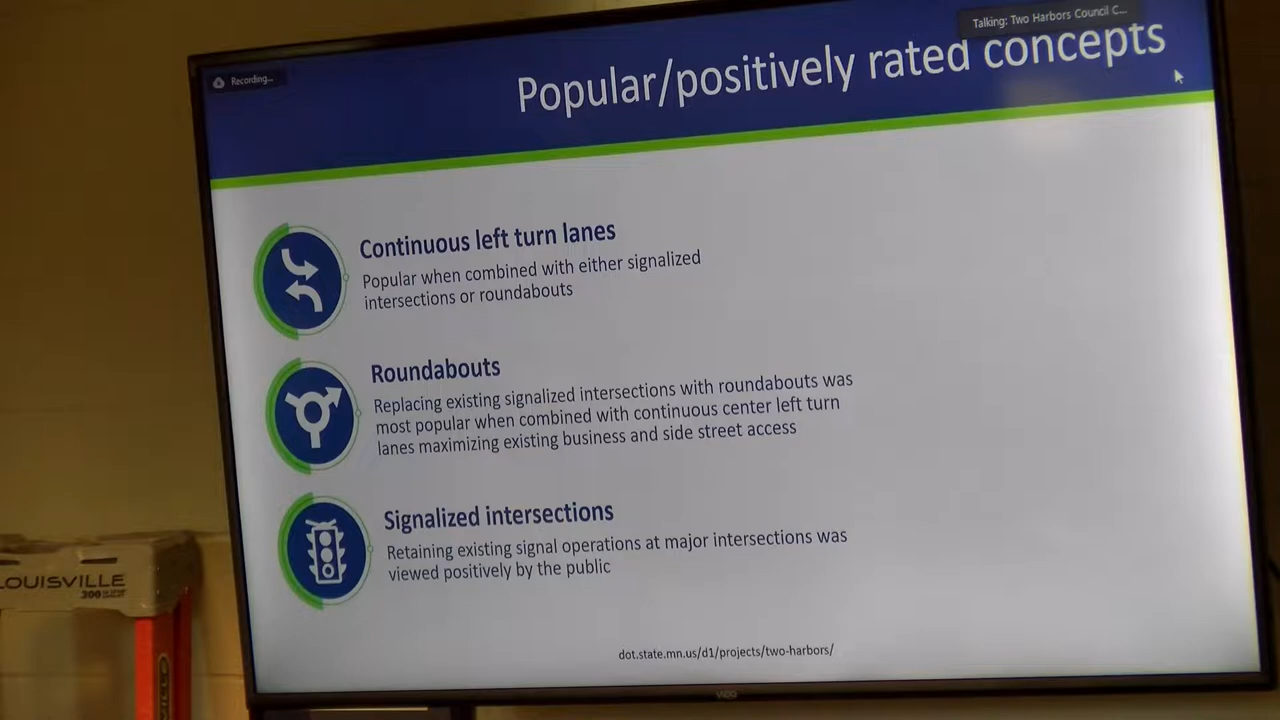 Talking: Two Harbors Council C...
Recording...
Popular/positively rated concepts
Continuous left turn lanes
Popular when combined with either signalized
intersections or roundabouts
Roundabouts
Replacing existing signalized intersections with roundabouts was
most popular when combined with continuous center left turn
lanes maximizing existing business and side street access
Signalized intersections
Retaining existing signal operations at major intersections was
viewed positively by the public
dot.state.mn.us/d1/projects/two-harbors/
LOUISVILLE
300